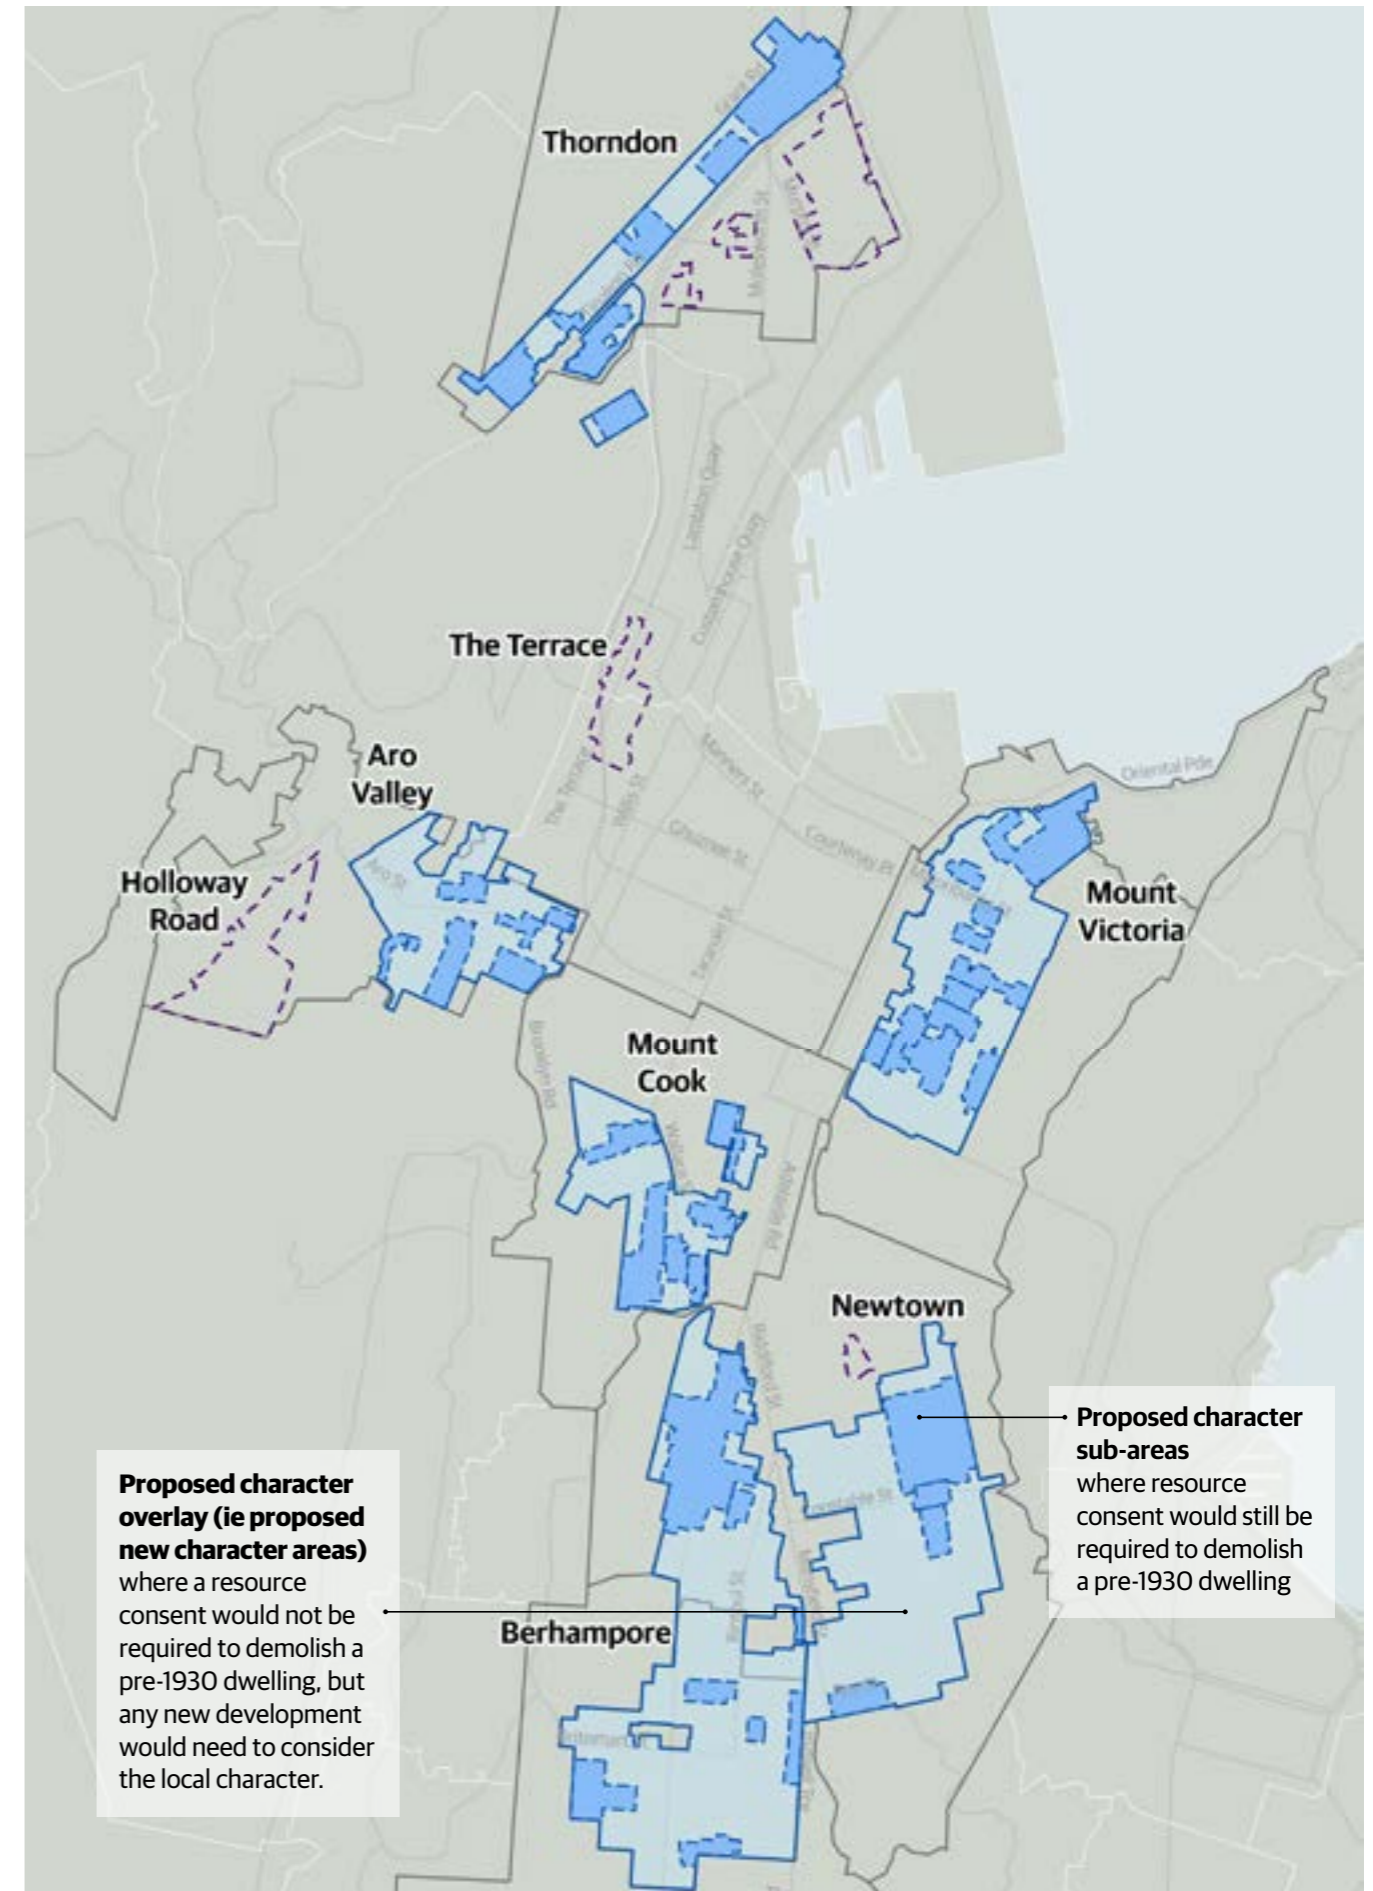 Thorndon
Lambton Quay
Customhouse Quay
The Terrace
The Terrace
Willis St
Manners St
Ghuznee St
Courtenay Pl
Taranaki St
Oriental Pde
Aro
Valley
Aro St
Holloway
Road
Mount
Victoria
Mount
Cook
Brooklyn Rd
Adelaide Rd
Newtown
Riddiford St
Constable St
Berhampore
Proposed character
sub-areas
where resource
consent would still be
required to demolish
a pre-1930 dwelling
Proposed character
overlay (ie proposed
new character areas)
where a resource
consent would not be
required to demolish a
pre-1930 dwelling, but
any new development
would need to consider
the local character.